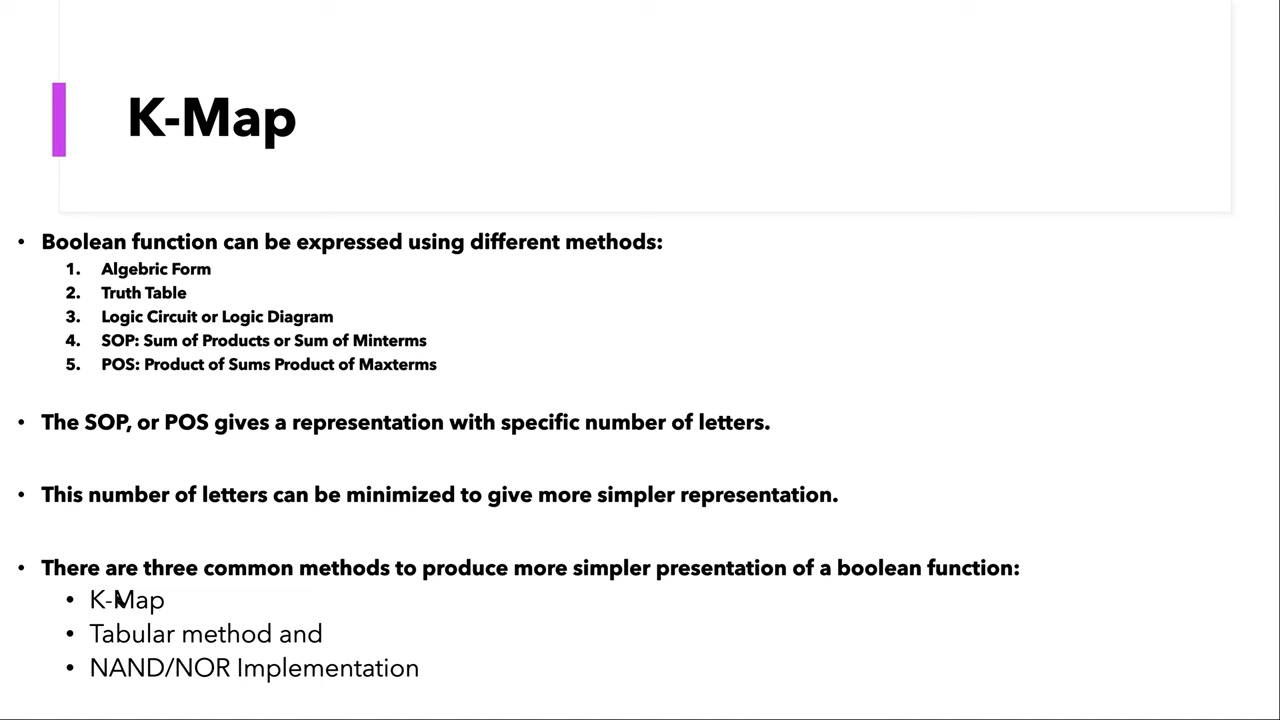 K-Map
• Boolean function can be expressed using different methods:
1. Algebric Form
2. Truth Table
3. Logic Circuit or Logic Diagram
4. SOP: Sum of Products or Sum of Minterms
5. POS: Product of Sums Product of Maxterms
• The SOP, or POS gives a representation with specific number of letters.
• This number of letters can be minimized to give more simpler representation.
• There are three common methods to produce more simpler presentation of a boolean function:
• K-Map
• Tabular method and
• NAND/NOR Implementation